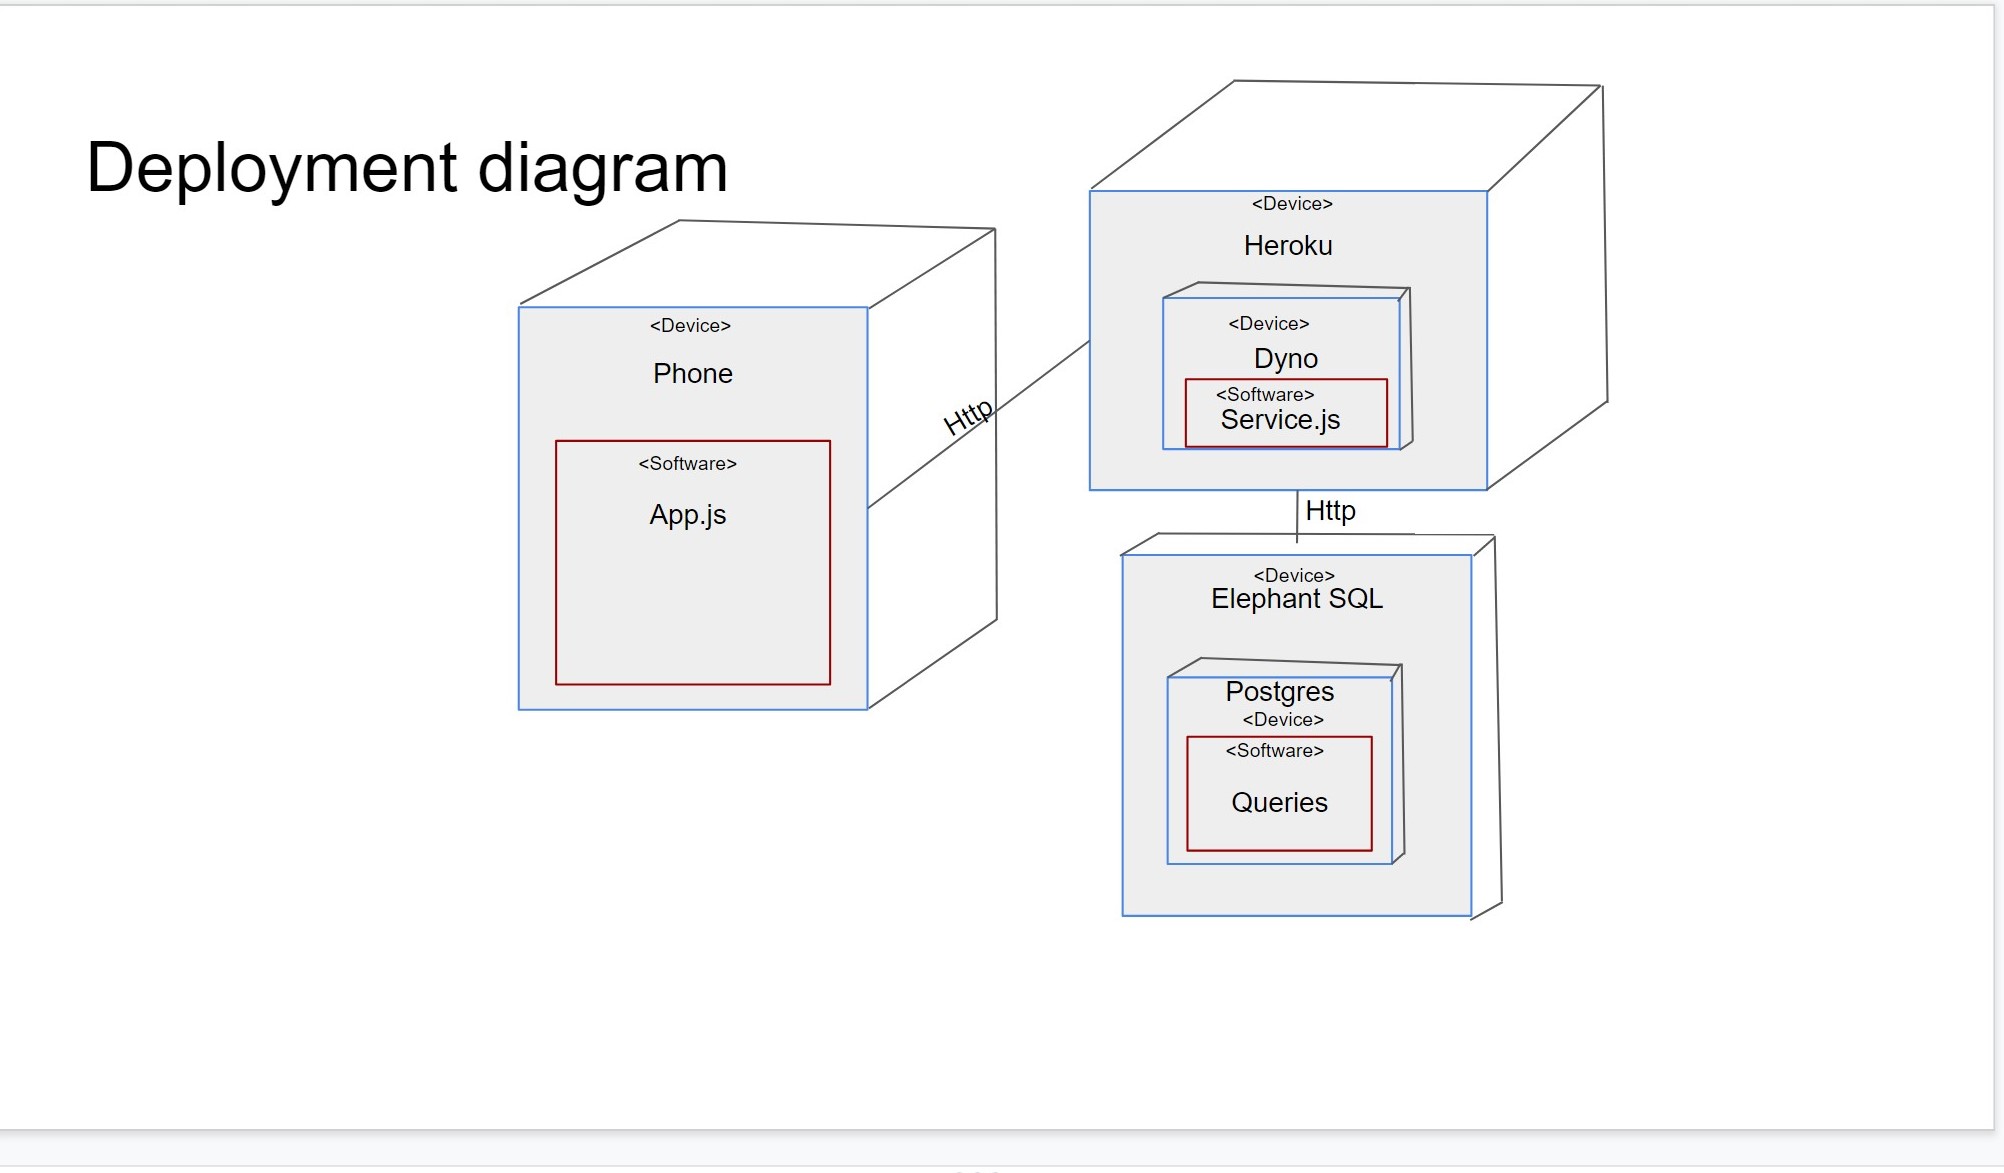 Deployment diagram
<Device>
Phone
<Software>
App.js
Http
<Device>
Heroku
<Device>
Dyno
<Software>
Service.js
Http
<Device>
Elephant SQL
Postgres
<Device>
<Software>
Queries